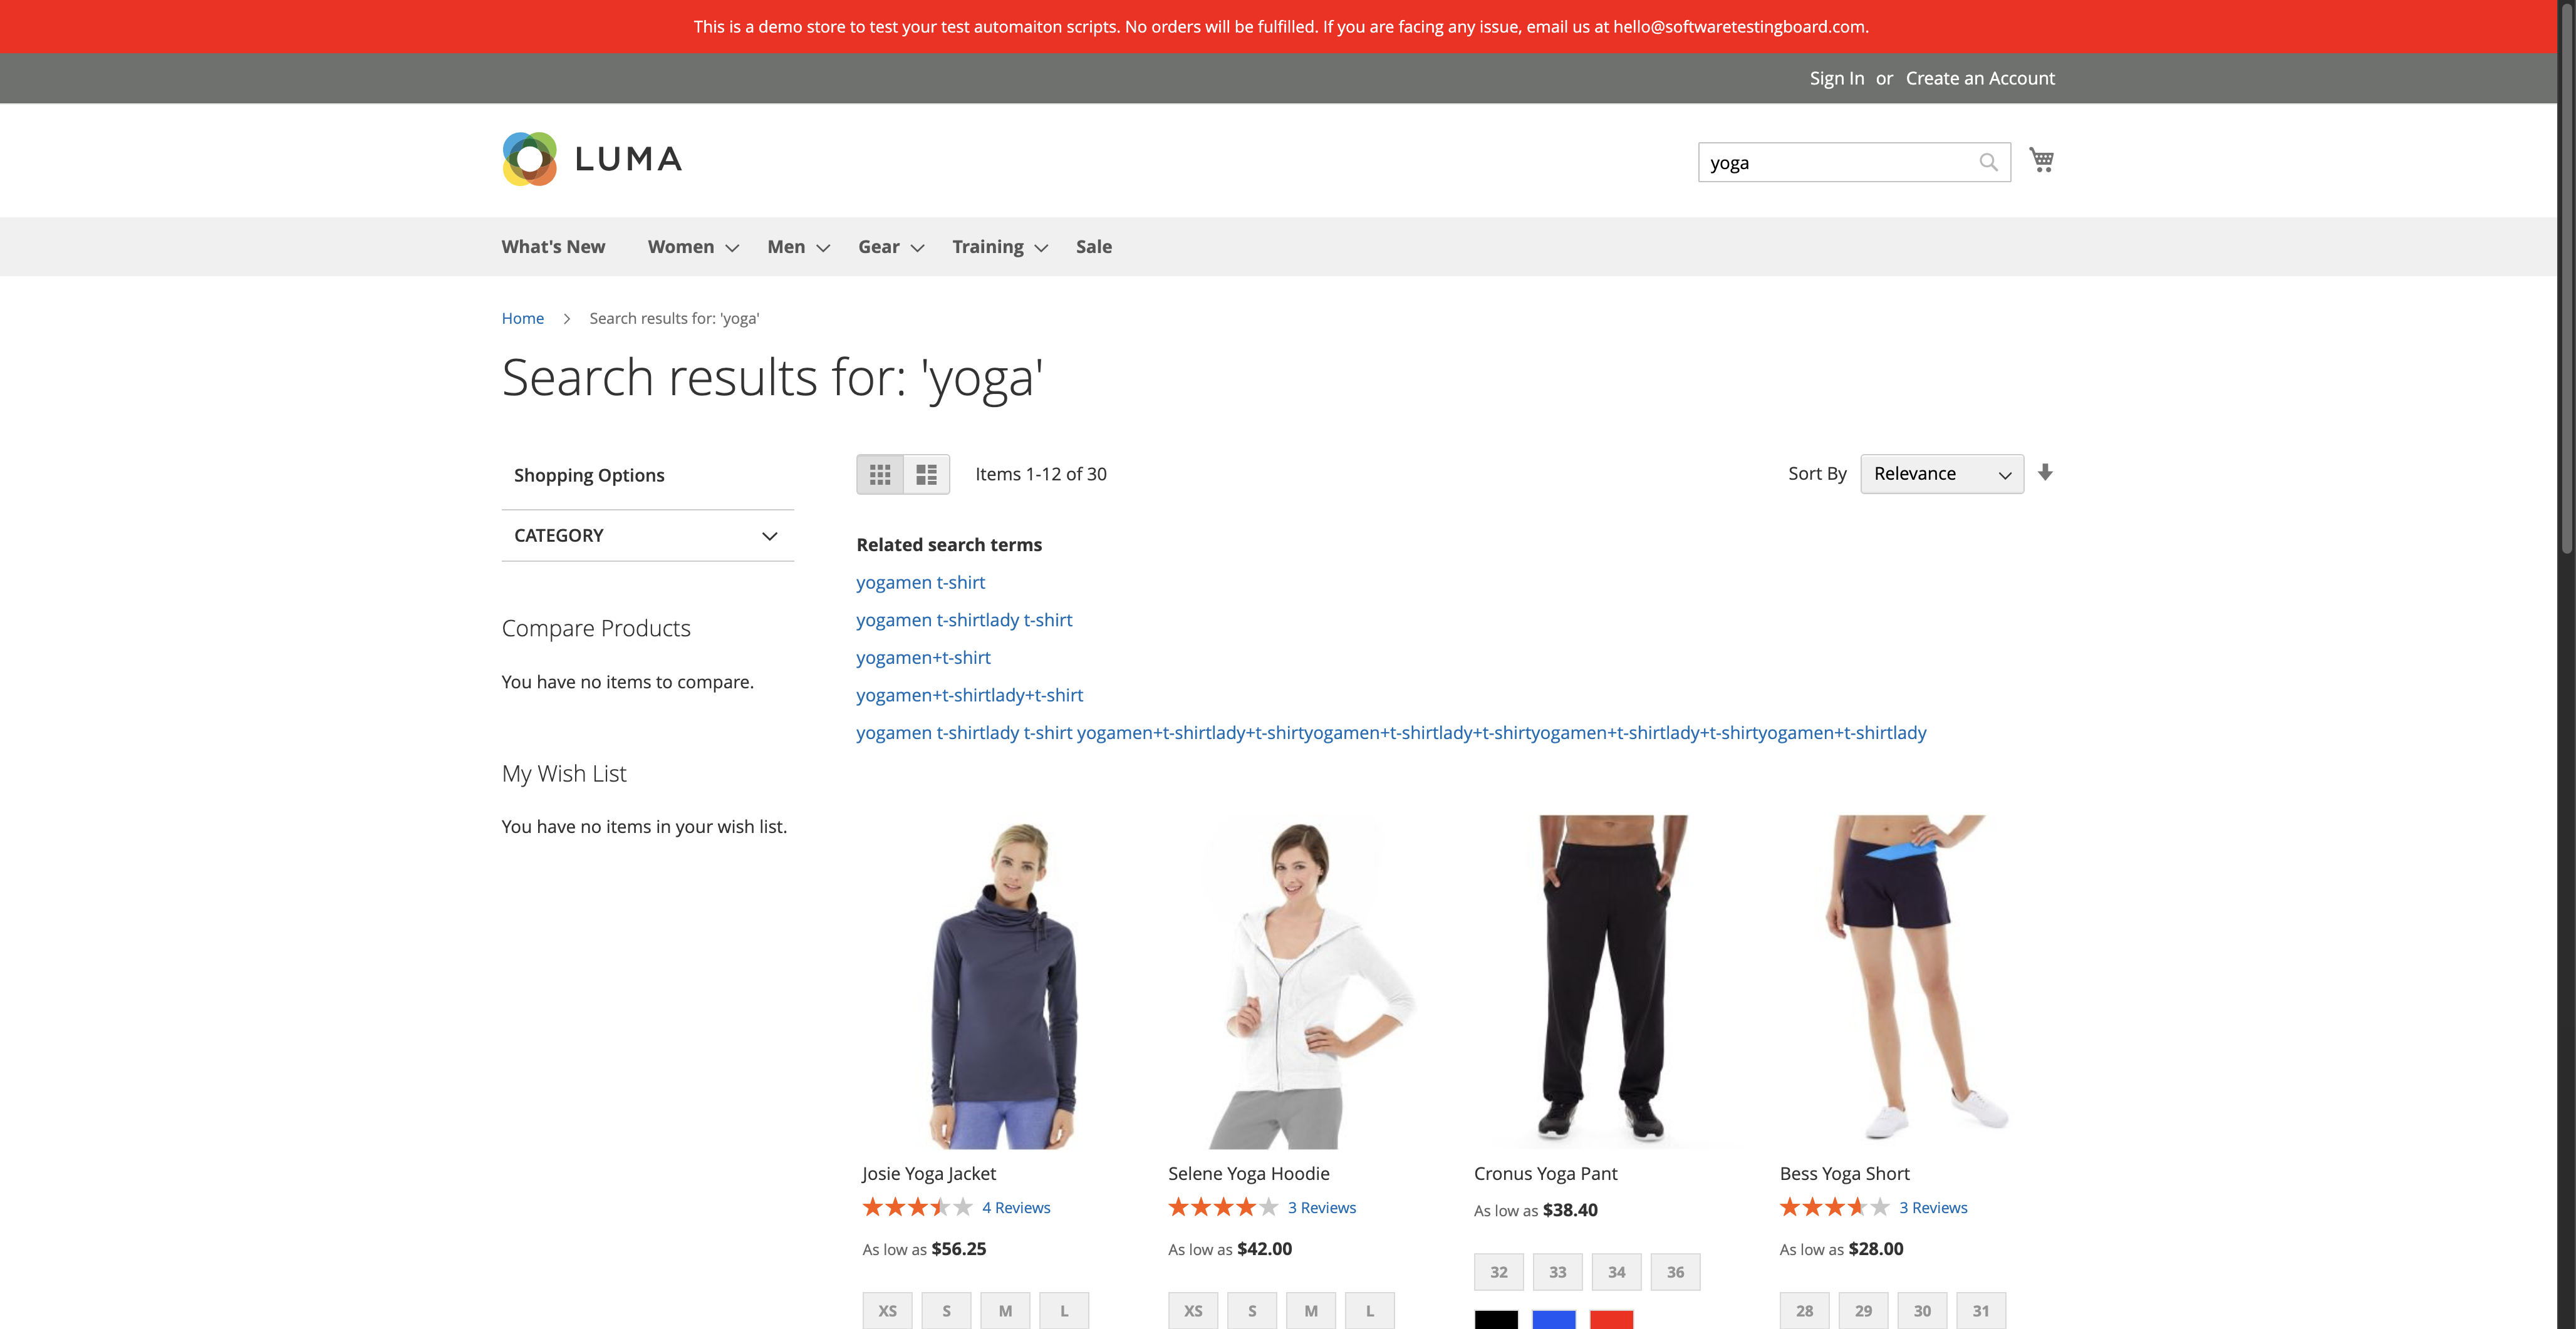 This is a demo store to test your test automaiton scripts. No orders will be fulfilled. If you are facing any issue, email us at hello@softwaretestingboard.com.
Sign In or Create an Account
LUMA
yoga
What's New Women Men Gear Training Sale
Home Search results for: 'yoga'
Search results for: 'yoga'
Shopping Options
CATEGORY
Compare Products
You have no items to compare.
My Wish List
You have no items in your wish list.
Items 1-12 of 30
Sort By Relevance
Related search terms
yogamen t-shirt
yogamen t-shirtlady t-shirt
yogamen+t-shirt
yogamen+t-shirtlady+t-shirt
yogamen t-shirtlady t-shirt yogamen+t-shirtlady+t-shirtyogamen+t-shirtlady+t-shirtyogamen+t-shirtlady+t-shirtyogamen+t-shirtlady
Josie Yoga Jacket
4 Reviews
As low as $56.25
XS S M L
Selene Yoga Hoodie
3 Reviews
As low as $42.00
XS S M L
Cronus Yoga Pant
As low as $38.40
32 33 34 36
Bess Yoga Short
3 Reviews
As low as $28.00
28 29 30 31